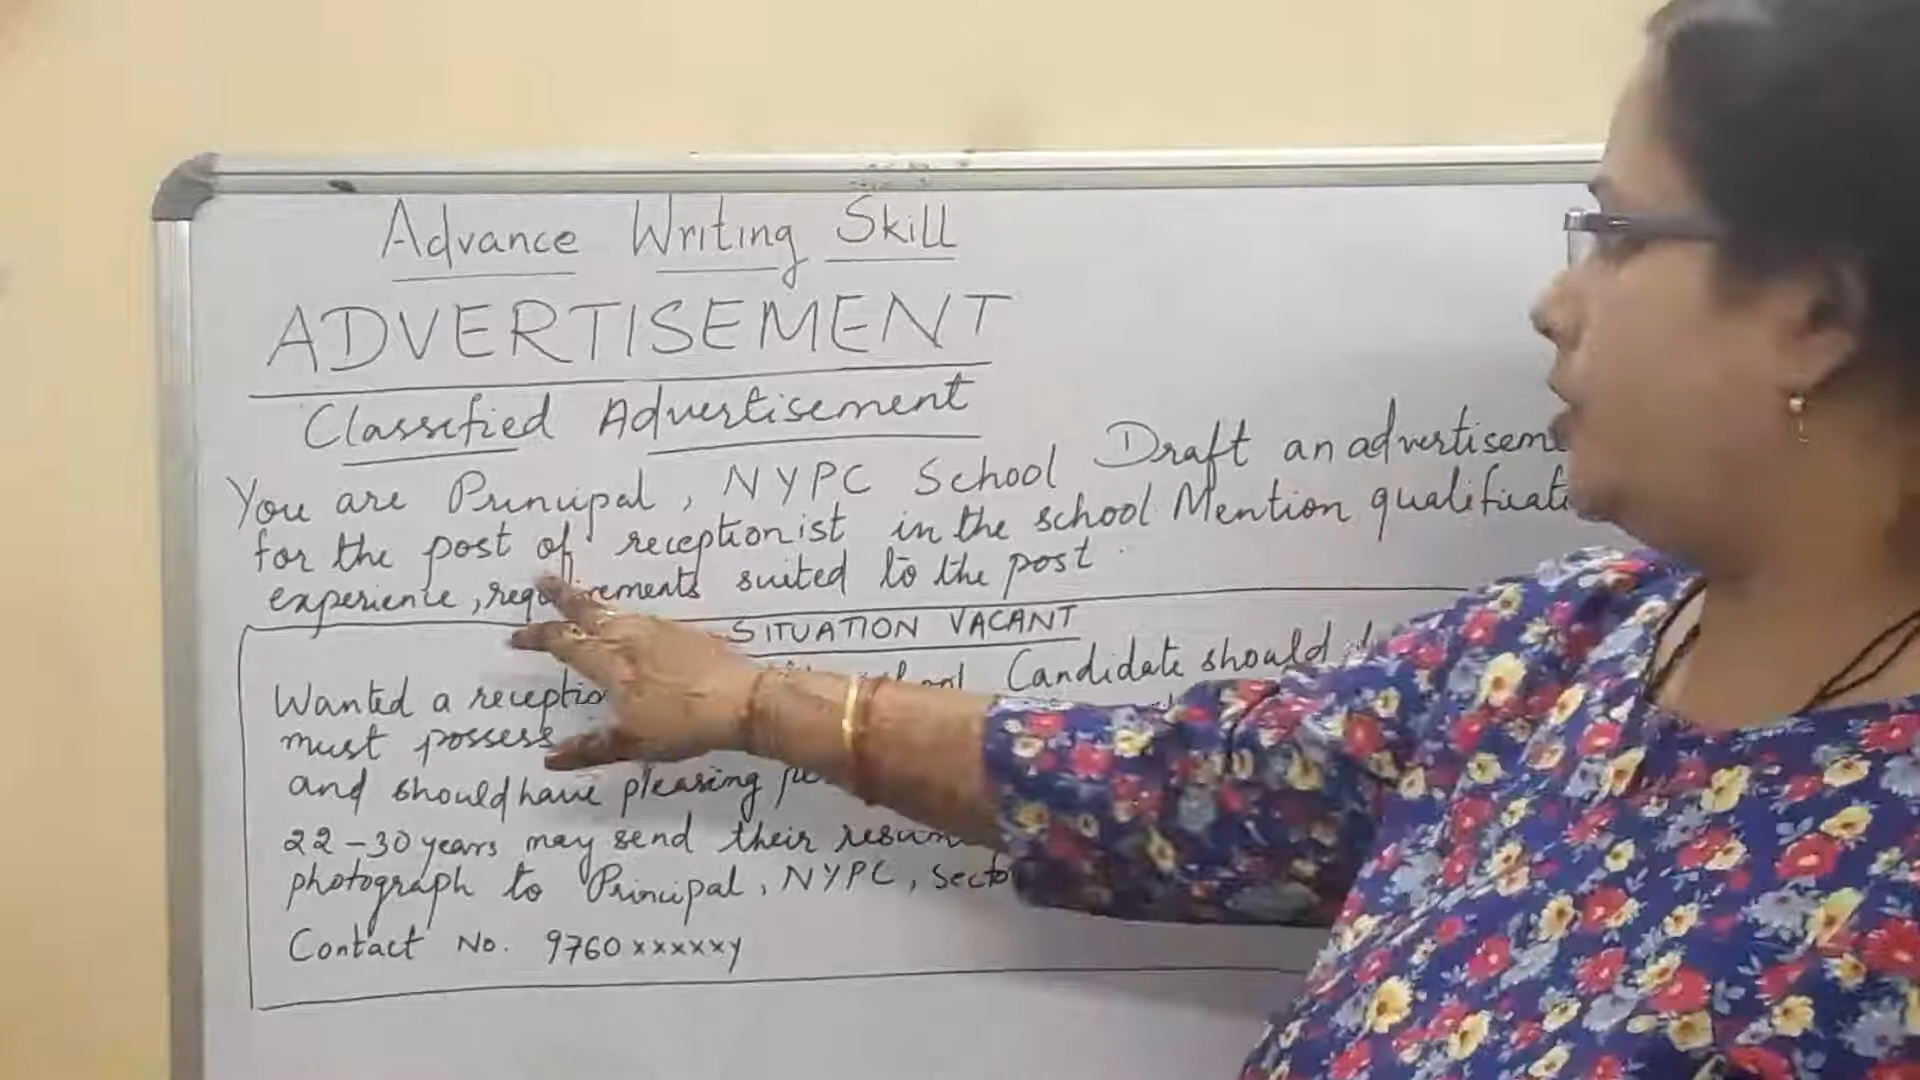 Advance Writing Skill
ADVERTISEMENT
Classified Advertisement
You are Principal, NYPC School Draft an advertisem
for the post of receptionist in the school Mention qualificati
experience, requirements suited to the post
SITUATION VACANT
Wanted a receptio Candidate should
must possess
and should have pleasing
22-30 years may send their resum
photograph to Principal, NYPC, Secto
Contact No. 9760xxxxxy